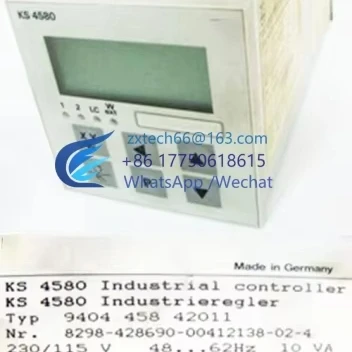 KS 4580
1 2 LC W
ext
X,Y
zxtech66@163.com
+86 17750618615
WhatsApp /Wechat
Made in Germany
KS 4580 Industrial controller
KS 4580 Industrieregler
Typ 9404 458 42011
Nr. 8298-428690-00412138-02-4
230/115 V 48...62Hz 10 VA